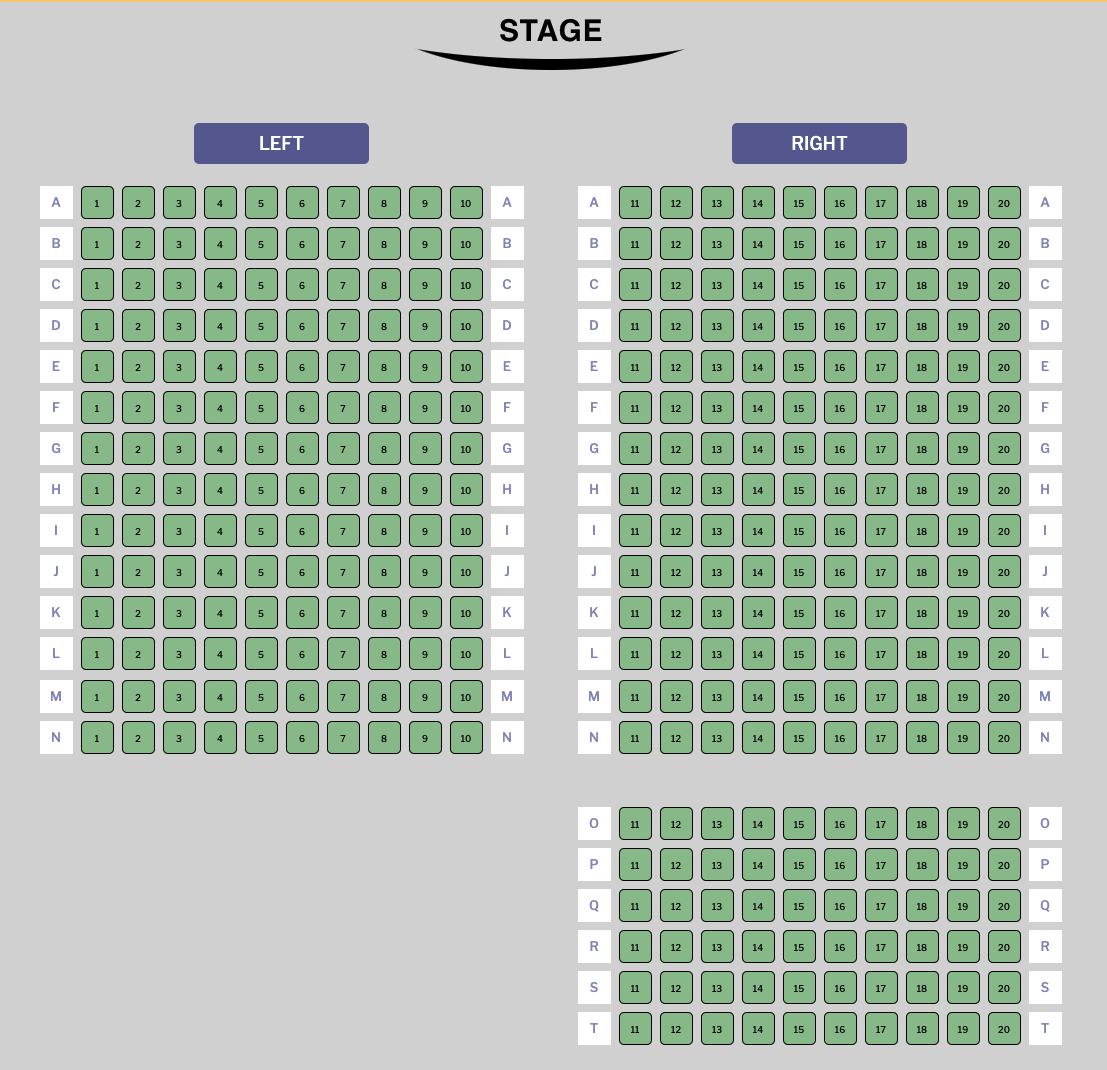 STAGE
LEFT RIGHT
A 1 2 3 4 5 6 7 8 9 10 A A 11 12 13 14 15 16 17 18 19 20 A
B 1 2 3 4 5 6 7 8 9 10 B B 11 12 13 14 15 16 17 18 19 20 B
C 1 2 3 4 5 6 7 8 9 10 C C 11 12 13 14 15 16 17 18 19 20 C
D 1 2 3 4 5 6 7 8 9 10 D D 11 12 13 14 15 16 17 18 19 20 D
E 1 2 3 4 5 6 7 8 9 10 E E 11 12 13 14 15 16 17 18 19 20 E
F 1 2 3 4 5 6 7 8 9 10 F F 11 12 13 14 15 16 17 18 19 20 F
G 1 2 3 4 5 6 7 8 9 10 G G 11 12 13 14 15 16 17 18 19 20 G
H 1 2 3 4 5 6 7 8 9 10 H H 11 12 13 14 15 16 17 18 19 20 H
I 1 2 3 4 5 6 7 8 9 10 I I 11 12 13 14 15 16 17 18 19 20 I
J 1 2 3 4 5 6 7 8 9 10 J J 11 12 13 14 15 16 17 18 19 20 J
K 1 2 3 4 5 6 7 8 9 10 K K 11 12 13 14 15 16 17 18 19 20 K
L 1 2 3 4 5 6 7 8 9 10 L L 11 12 13 14 15 16 17 18 19 20 L
M 1 2 3 4 5 6 7 8 9 10 M M 11 12 13 14 15 16 17 18 19 20 M
N 1 2 3 4 5 6 7 8 9 10 N N 11 12 13 14 15 16 17 18 19 20 N
O 11 12 13 14 15 16 17 18 19 20 O
P 11 12 13 14 15 16 17 18 19 20 P
Q 11 12 13 14 15 16 17 18 19 20 Q
R 11 12 13 14 15 16 17 18 19 20 R
S 11 12 13 14 15 16 17 18 19 20 S
T 11 12 13 14 15 16 17 18 19 20 T